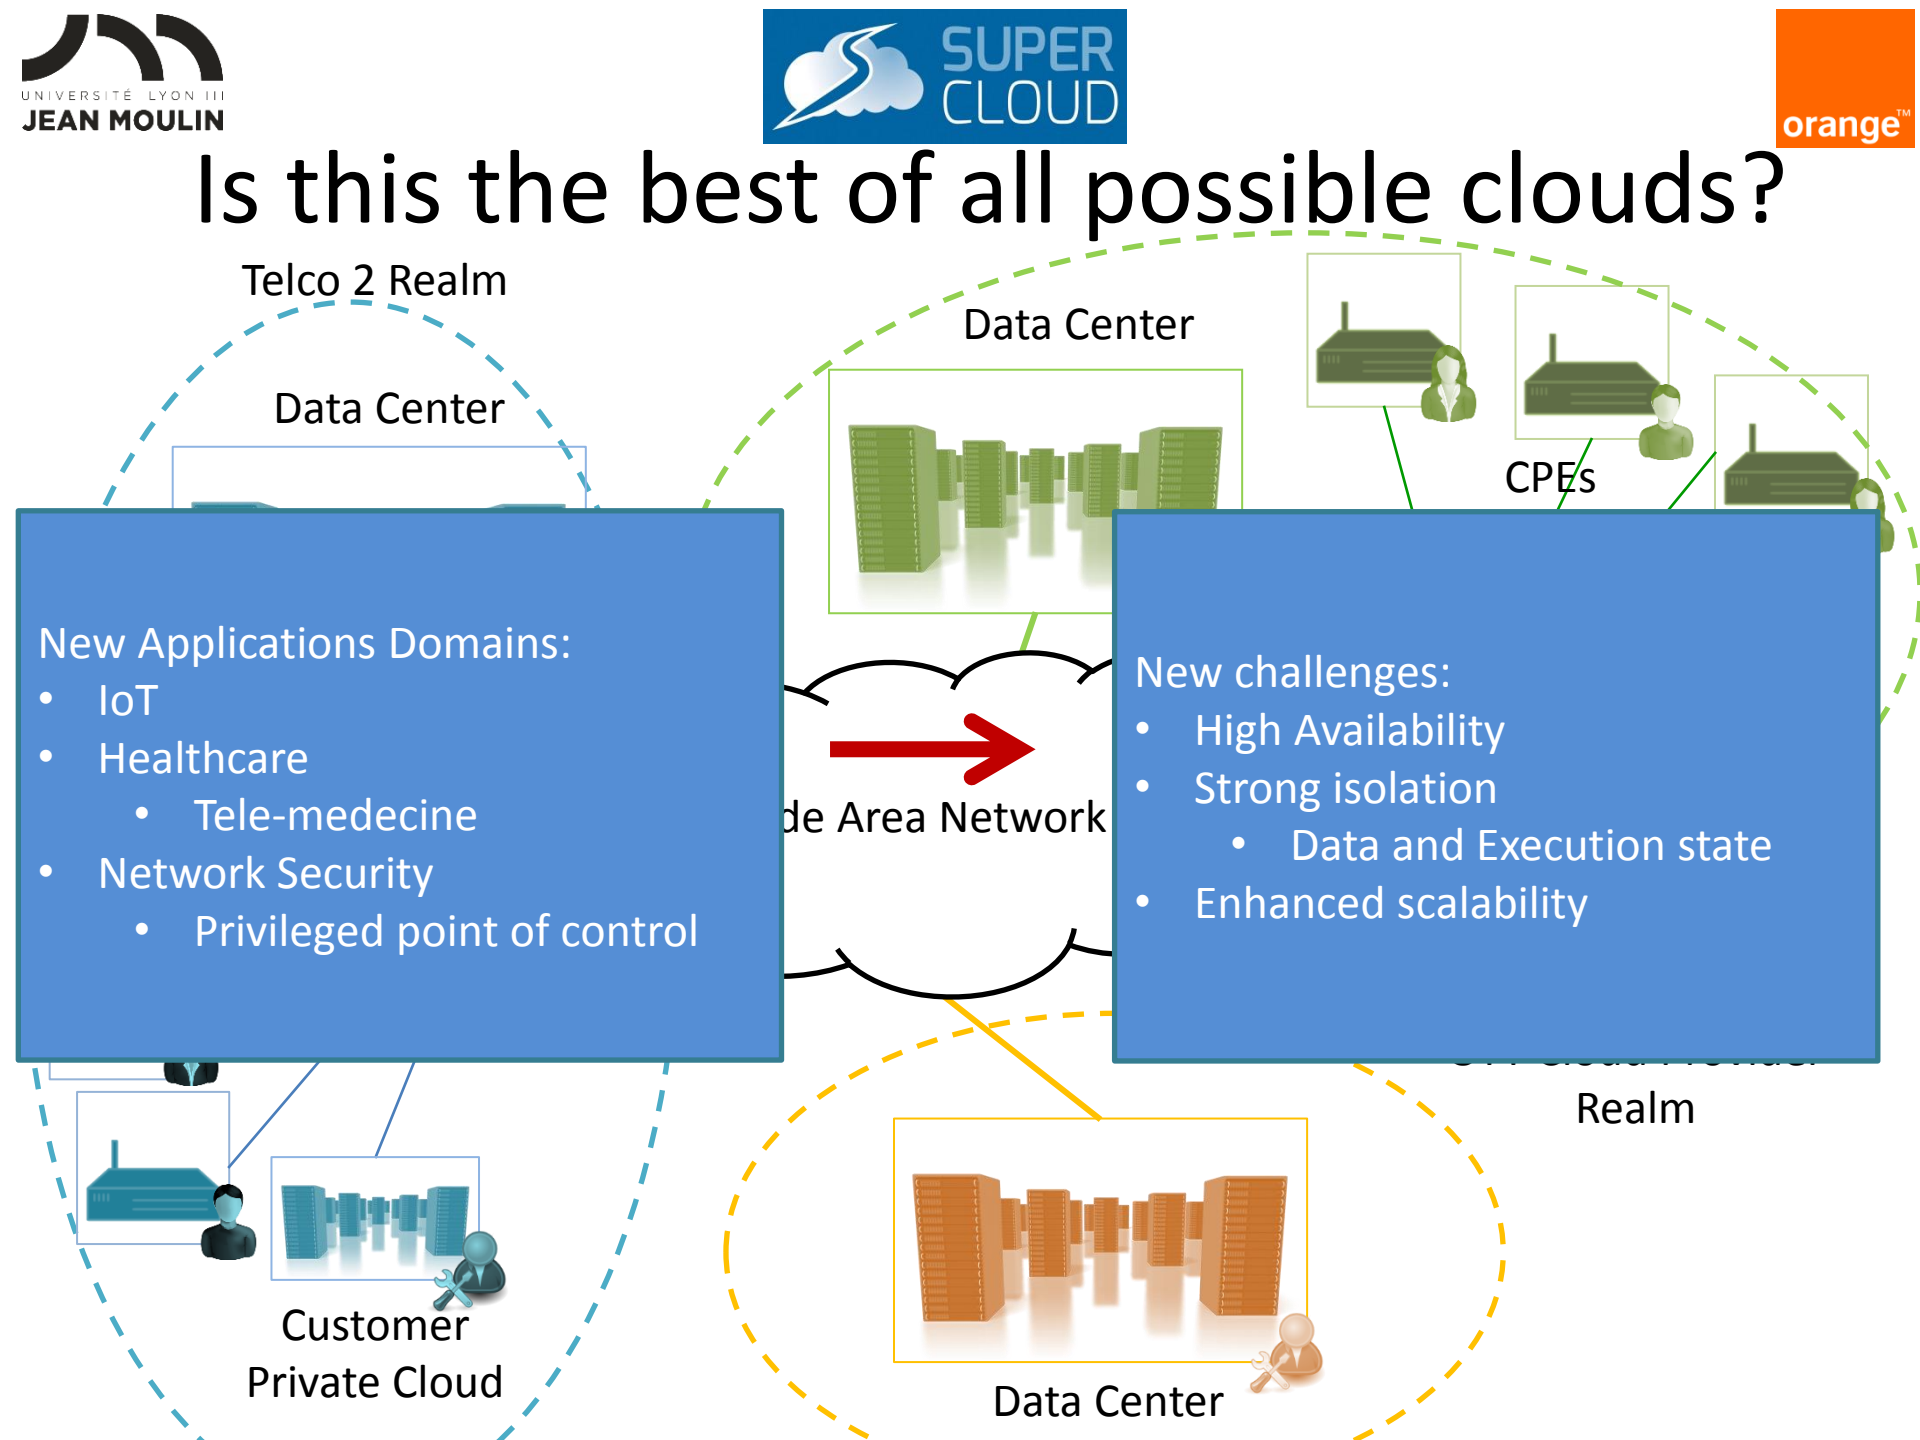 UNIVERSITÉ LYON III
JEAN MOULIN
SUPER
CLOUD
orange™
Is this the best of all possible clouds?
Telco 2 Realm
Data Center
Data Center
CPEs
New Applications Domains:
• IoT
• Healthcare
• Tele-medecine
• Network Security
• Privileged point of control
Area Network
New challenges:
• High Availability
• Strong isolation
• Data and Execution state
• Enhanced scalability
Realm
Customer
Private Cloud
Data Center